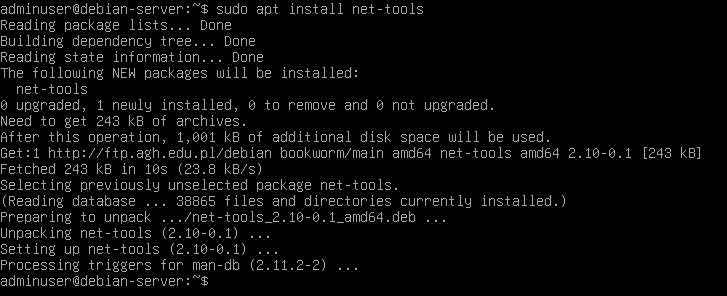 adminuser@debian-server:~$ sudo apt install net-tools
Reading package lists... Done
Building dependency tree... Done
Reading state information... Done
The following NEW packages will be installed:
  net-tools
0 upgraded, 1 newly installed, 0 to remove and 0 not upgraded.
Need to get 243 kB of archives.
After this operation, 1,001 kB of additional disk space will be used.
Get:1 http://ftp.agh.edu.pl/debian bookworm/main amd64 net-tools amd64 2.10-0.1 [243 kB]
Fetched 243 kB in 10s (23.8 kB/s)
Selecting previously unselected package net-tools.
(Reading database ... 38865 files and directories currently installed.)
Preparing to unpack .../net-tools_2.10-0.1_amd64.deb ...
Unpacking net-tools (2.10-0.1) ...
Setting up net-tools (2.10-0.1) ...
Processing triggers for man-db (2.11.2-2) ...
adminuser@debian-server:~$